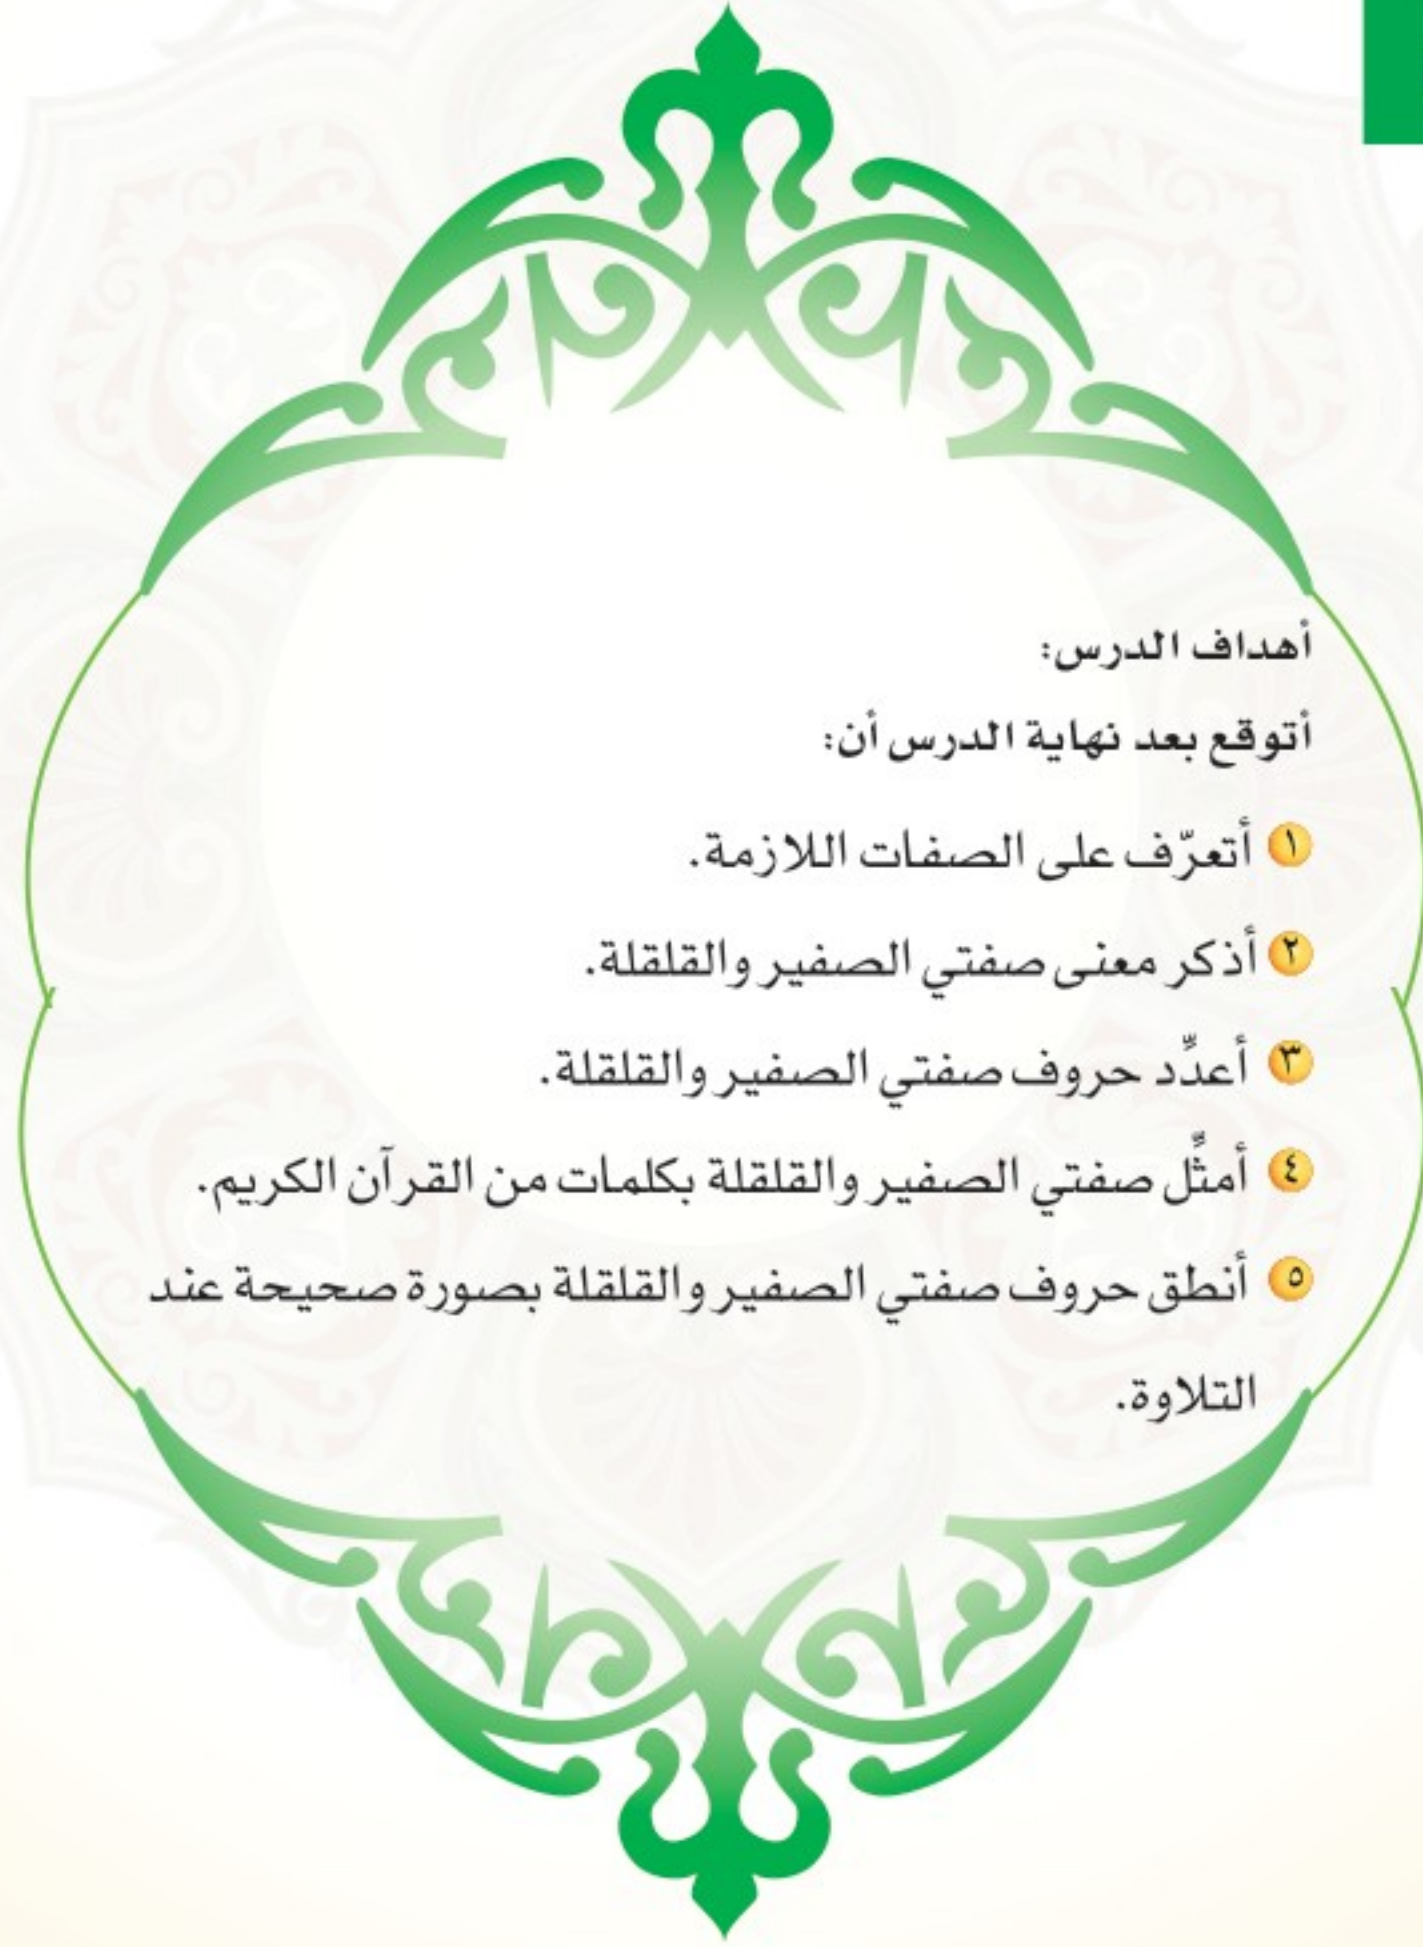 أهداف الدرس:
أتوقع بعد نهاية الدرس أن:
١ أتعرّف على الصفات اللازمة.
٢ أذكر معنى صفتي الصفير والقلقلة.
٣ أعدِّد حروف صفتي الصفير والقلقلة.
٤ أمثِّل صفتي الصفير والقلقلة بكلمات من القرآن الكريم.
٥ أنطق حروف صفتي الصفير والقلقلة بصورة صحيحة عند
التلاوة.